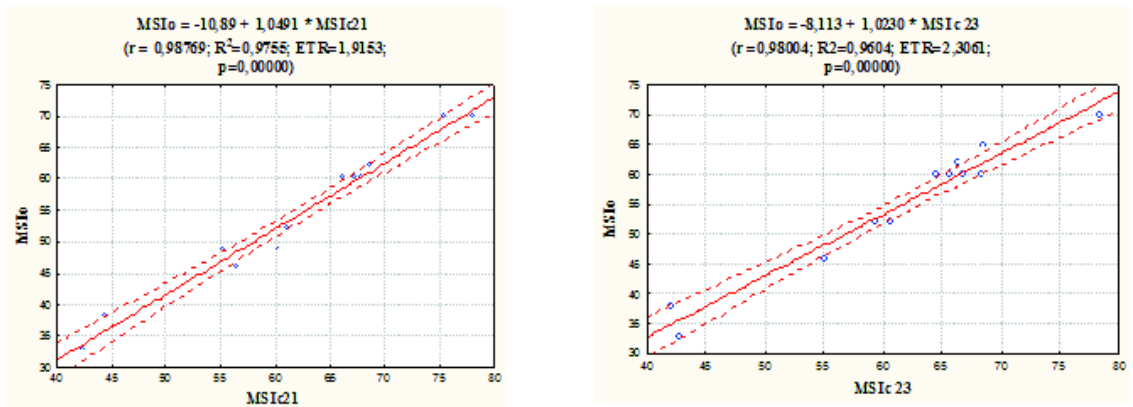 MSIo = -10,89 + 1,0491 * MSIc21
(r = 0,98769; R²=0,9755; ETR=1,9153;
p=0,00000)
75
70
65
60
55
50
45
40
35
30
MSIo
40 45 50 55 60 65 70 75 80
MSIc21
MSIo = -8,113 + 1,0230 * MSIc 23
(r=0,98004; R2=0,9604; ETR=2,3061;
p=0,00000)
75
70
65
60
55
50
45
40
35
30
MSIo
40 45 50 55 60 65 70 75 80
MSIc 23